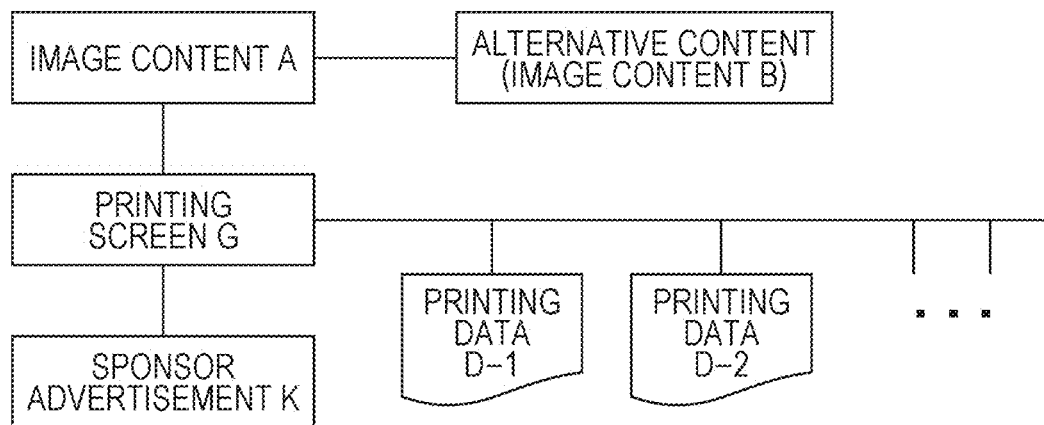 IMAGE CONTENT A
ALTERNATIVE CONTENT
(IMAGE CONTENT B)
PRINTING
SCREEN G
PRINTING
DATA
D-1
PRINTING
DATA
D-2
SPONSOR
ADVERTISEMENT K